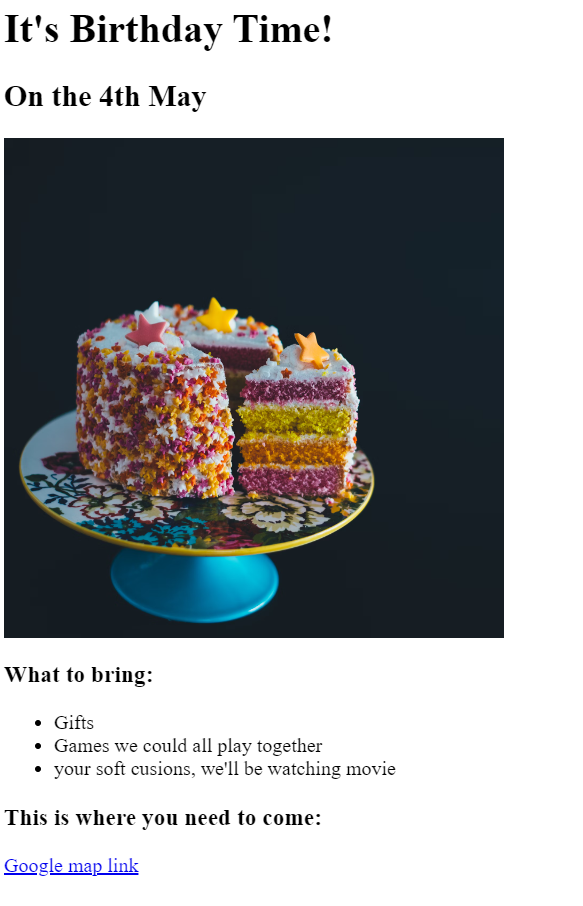 It's Birthday Time!
On the 4th May
What to bring:
Gifts
Games we could all play together
your soft cusions, we'll be watching movie
This is where you need to come:
Google map link